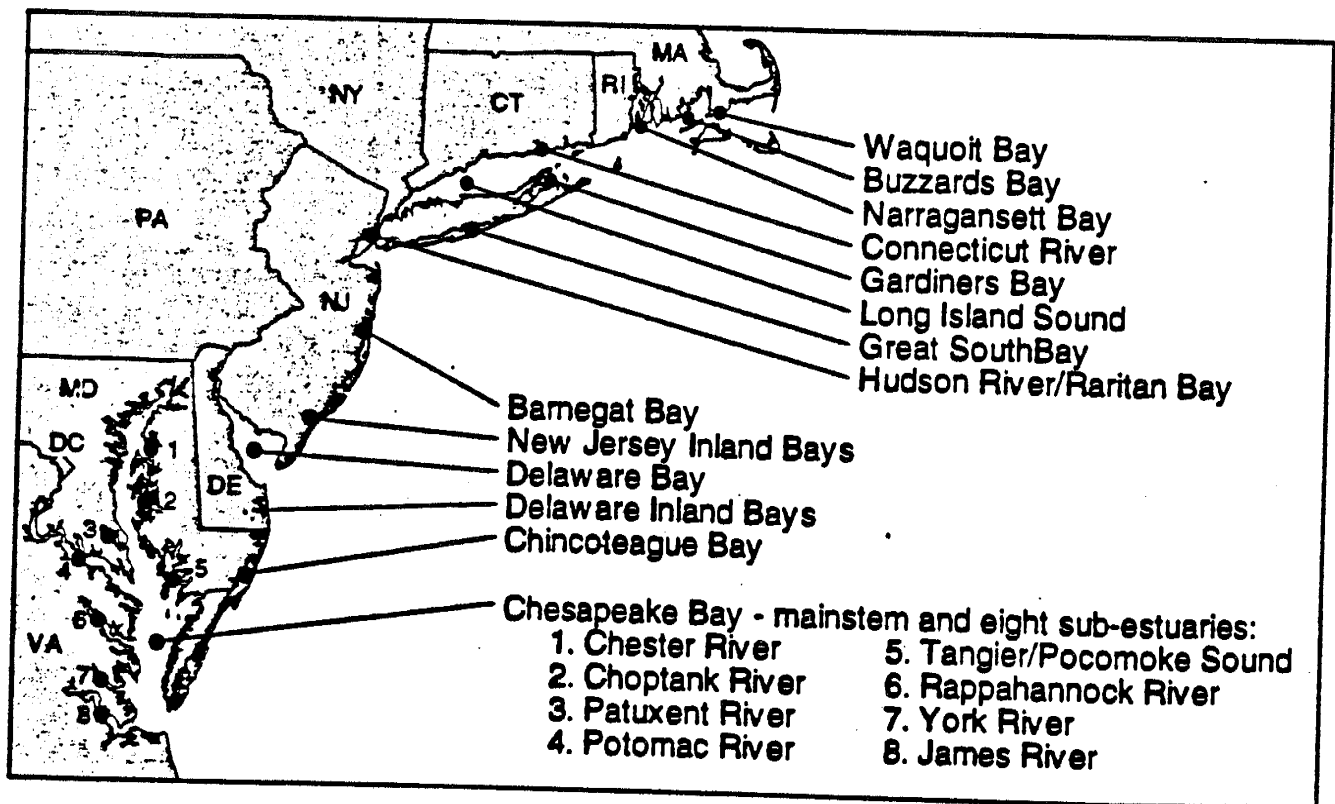 MA
RI
NY
CT
Waquoit Bay
Buzzards Bay
Narragansett Bay
Connecticut River
Gardiners Bay
Long Island Sound
Great SouthBay
Hudson River/Raritan Bay
PA
NJ
MD
DC
DE
VA
1
2
3
4
5
6
7
8
Barnegat Bay
New Jersey Inland Bays
Delaware Bay
Delaware Inland Bays
Chincoteague Bay
Chesapeake Bay - mainstem and eight sub-estuaries:
1. Chester River
2. Choptank River
3. Patuxent River
4. Potomac River
5. Tangier/Pocomoke Sound
6. Rappahannock River
7. York River
8. James River